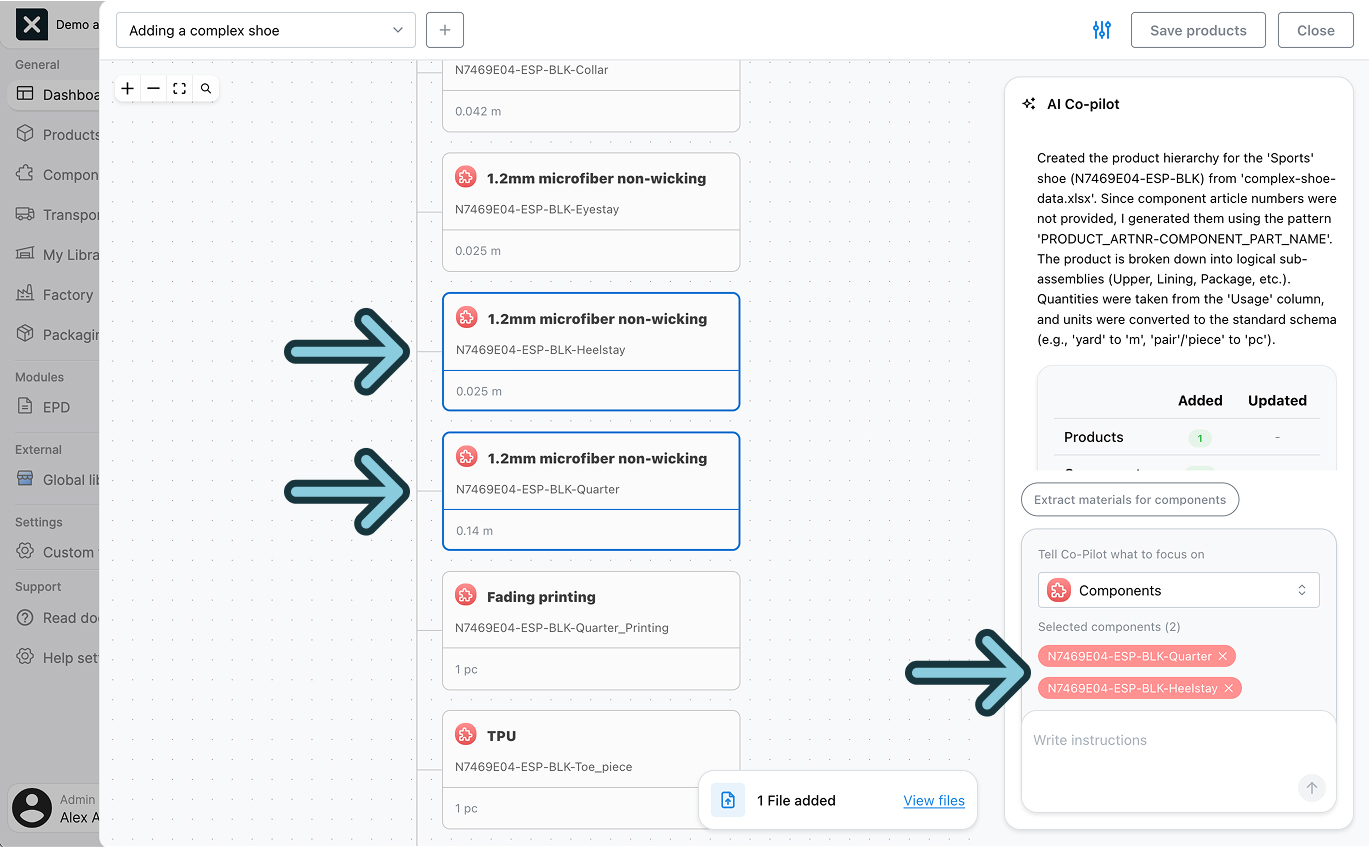 Demo a
Adding a complex shoe
Save products
Close
General
Dashboa
Products
Compon
Transpor
My Libra
Factory
Packagin
Modules
EPD
External
Global lib
Settings
Custom
Support
Read doc
Help sett
Admin
Alex A
N7469E04-ESP-BLK-Collar
0.042 m
1.2mm microfiber non-wicking
N7469E04-ESP-BLK-Eyestay
0.025 m
1.2mm microfiber non-wicking
N7469E04-ESP-BLK-Heelstay
0.025 m
1.2mm microfiber non-wicking
N7469E04-ESP-BLK-Quarter
0.14 m
Fading printing
N7469E04-ESP-BLK-Quarter_Printing
1 pc
TPU
N7469E04-ESP-BLK-Toe_piece
1 pc
1 File added
View files
AI Co-pilot
Created the product hierarchy for the 'Sports'
shoe (N7469E04-ESP-BLK) from 'complex-shoe-
data.xlsx'. Since component article numbers were
not provided, I generated them using the pattern
'PRODUCT_ARTNR-COMPONENT_PART_NAME'.
The product is broken down into logical sub-
assemblies (Upper, Lining, Package, etc.).
Quantities were taken from the 'Usage' column,
and units were converted to the standard schema
(e.g., 'yard' to 'm', 'pair'/'piece' to 'pc').
Added Updated
Products 1 -
Extract materials for components
Tell Co-Pilot what to focus on
Components
Selected components (2)
N7469E04-ESP-BLK-Quarter
N7469E04-ESP-BLK-Heelstay
Write instructions